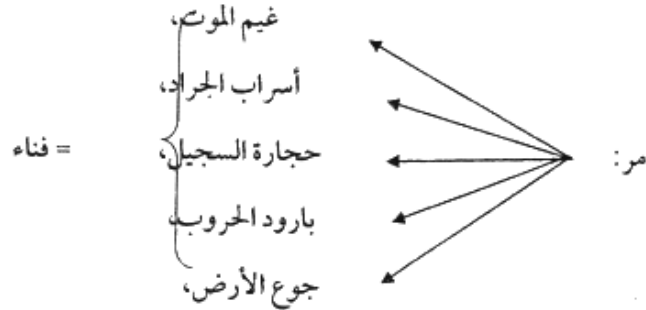 مر:
غيم الموت،
أسراب الجراد،
حجارة السجيل،
بارود الحروب،
جوع الأرض،
= فناء